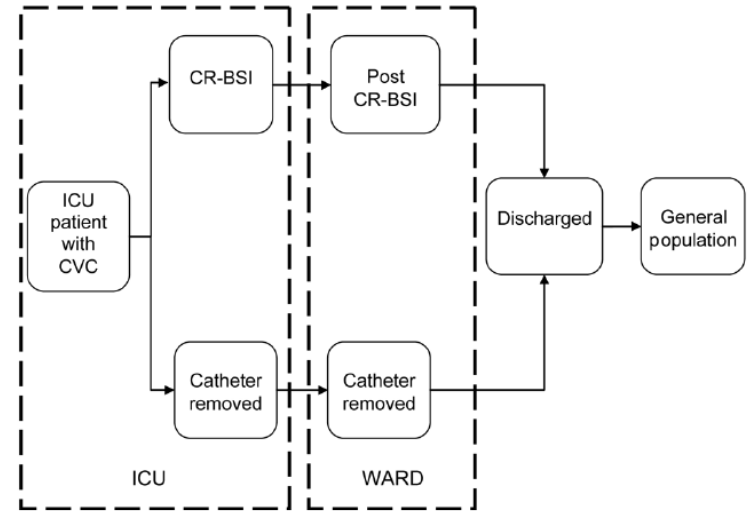 CR-BSI
Post
CR-BSI
ICU
patient
with
CVC
Discharged
General
population
Catheter
removed
Catheter
removed
ICU
WARD